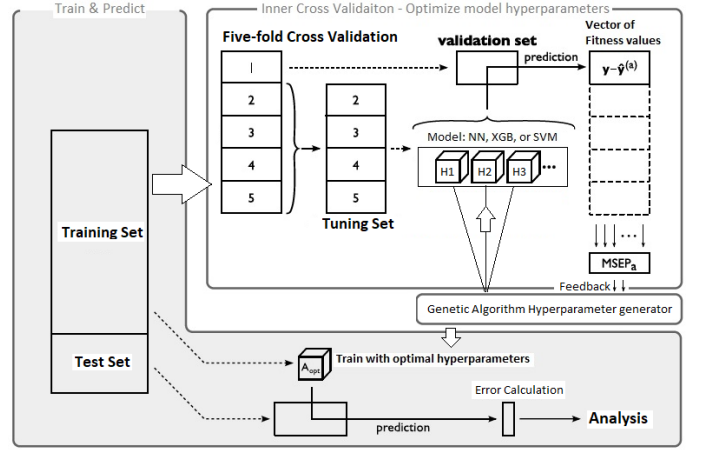 Train & Predict
Inner Cross Validaiton - Optimize model hyperparameters
Five-fold Cross Validation
validation set
Vector of
Fitness values
1
prediction
y-ŷ(a)
2
3
4
5
2
3
4
5
Tuning Set
Model: NN, XGB, or SVM
H1
H2
H3
...
...
MSEPa
Feedback
Genetic Algorithm Hyperparameter generator
Training Set
Test Set
Aopt
Train with optimal hyperparameters
prediction
Error Calculation
Analysis